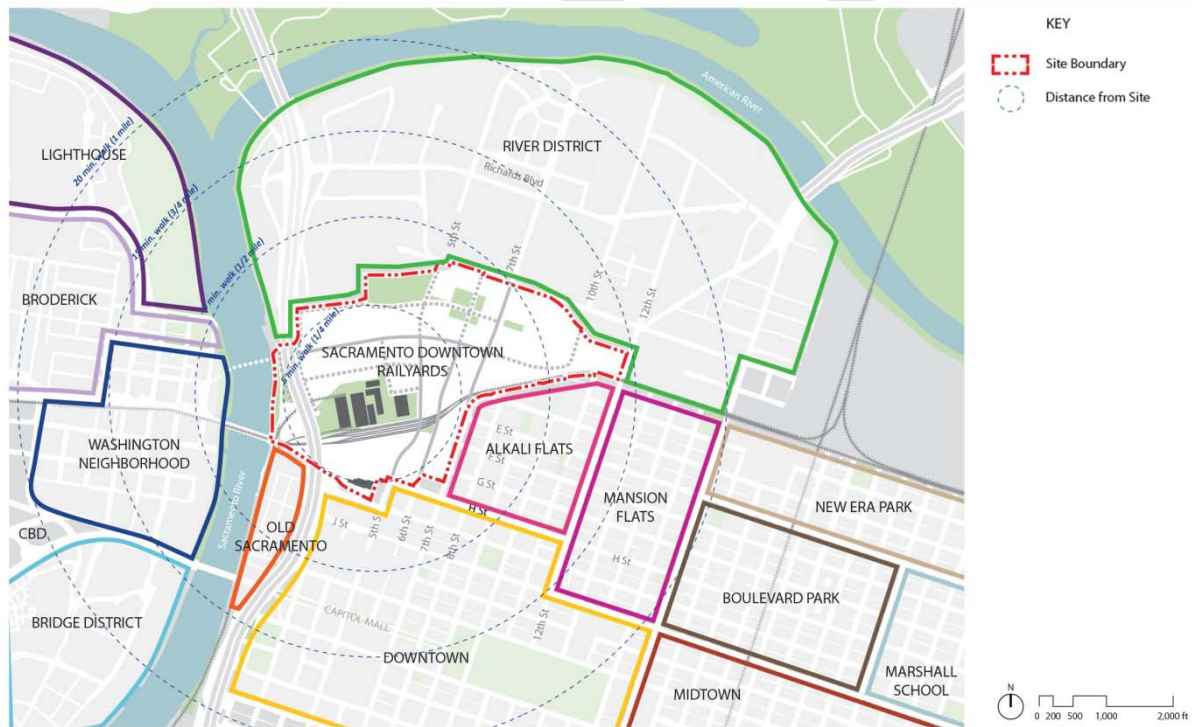 KEY
Site Boundary
Distance from Site
LIGHTHOUSE
20 min. walk (1 mile)
15 min. walk (3/4 mile)
min. walk (1/2 mile)
5 min. walk (1/4 mile)
RIVER DISTRICT
American River
Richards Blvd
5th St
7th St
10th St
12th St
BRODERICK
SACRAMENTO DOWNTOWN
RAILYARDS
WASHINGTON
NEIGHBORHOOD
Sacramento River
CBD
OLD
SACRAMENTO
BRIDGE DISTRICT
E St
F St
G St
H St
ALKALI FLATS
MANSION
FLATS
H St
J St
5th St
6th St
7th St
8th St
12th St
CAPITOL MALL
DOWNTOWN
NEW ERA PARK
BOULEVARD PARK
MARSHALL
SCHOOL
MIDTOWN
N
0 200 500 1,000 2,000 ft